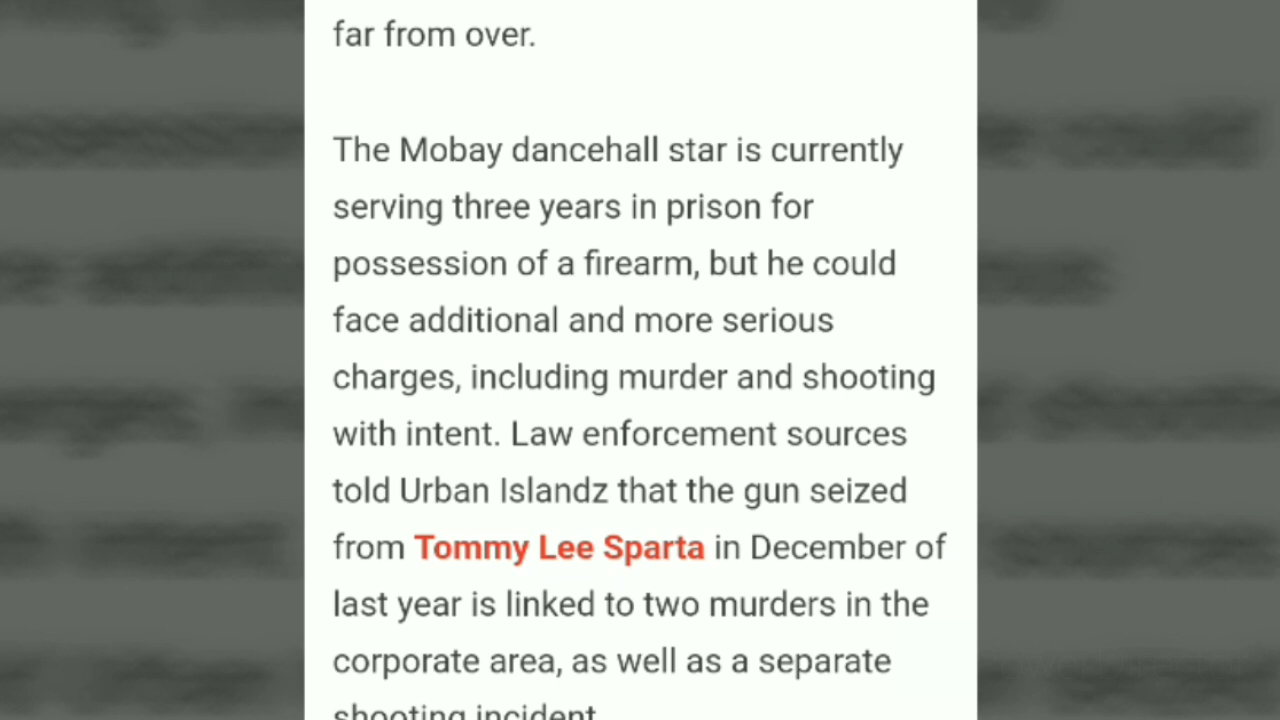 far from over.
The Mobay dancehall star is currently
serving three years in prison for
possession of a firearm, but he could
face additional and more serious
charges, including murder and shooting
with intent. Law enforcement sources
told Urban Islandz that the gun seized
from Tommy Lee Sparta in December of
last year is linked to two murders in the
corporate area, as well as a separate
shooting incident